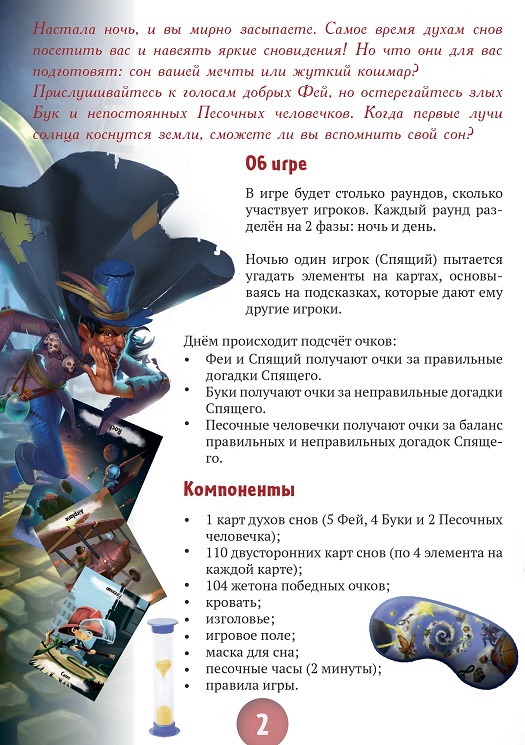 Настала ночь, и вы мирно засыпаете. Самое время духам снов
посетить вас и навеять яркие сновидения! Но что они для вас
подготовят: сон вашей мечты или жуткий кошмар?
Прислушивайтесь к голосам добрых Фей, но остерегайтесь злых
Бук и непостоянных Песочных человечков. Когда первые лучи
солнца коснутся земли, сможете ли вы вспомнить свой сон?
Об игре
В игре будет столько раундов, сколько
участвует игроков. Каждый раунд раз-
делён на 2 фазы: ночь и день.
Ночью один игрок (Спящий) пытается
угадать элементы на картах, основы-
ваясь на подсказках, которые дают ему
другие игроки.
Днём происходит подсчёт очков:
• Феи и Спящий получают очки за правильные
догадки Спящего.
• Буки получают очки за неправильные догадки
Спящего.
• Песочные человечки получают очки за баланс
правильных и неправильных догадок Спяще-
го.
Компоненты
• 1 карт духов снов (5 Фей, 4 Буки и 2 Песочных
человечка);
• 110 двусторонних карт снов (по 4 элемента на
каждой карте);
• 104 жетона победных очков;
• кровать;
• изголовье;
• игровое поле;
• маска для сна;
• песочные часы (2 минуты);
• правила игры.
Rocket
Airplane
Fireman
2